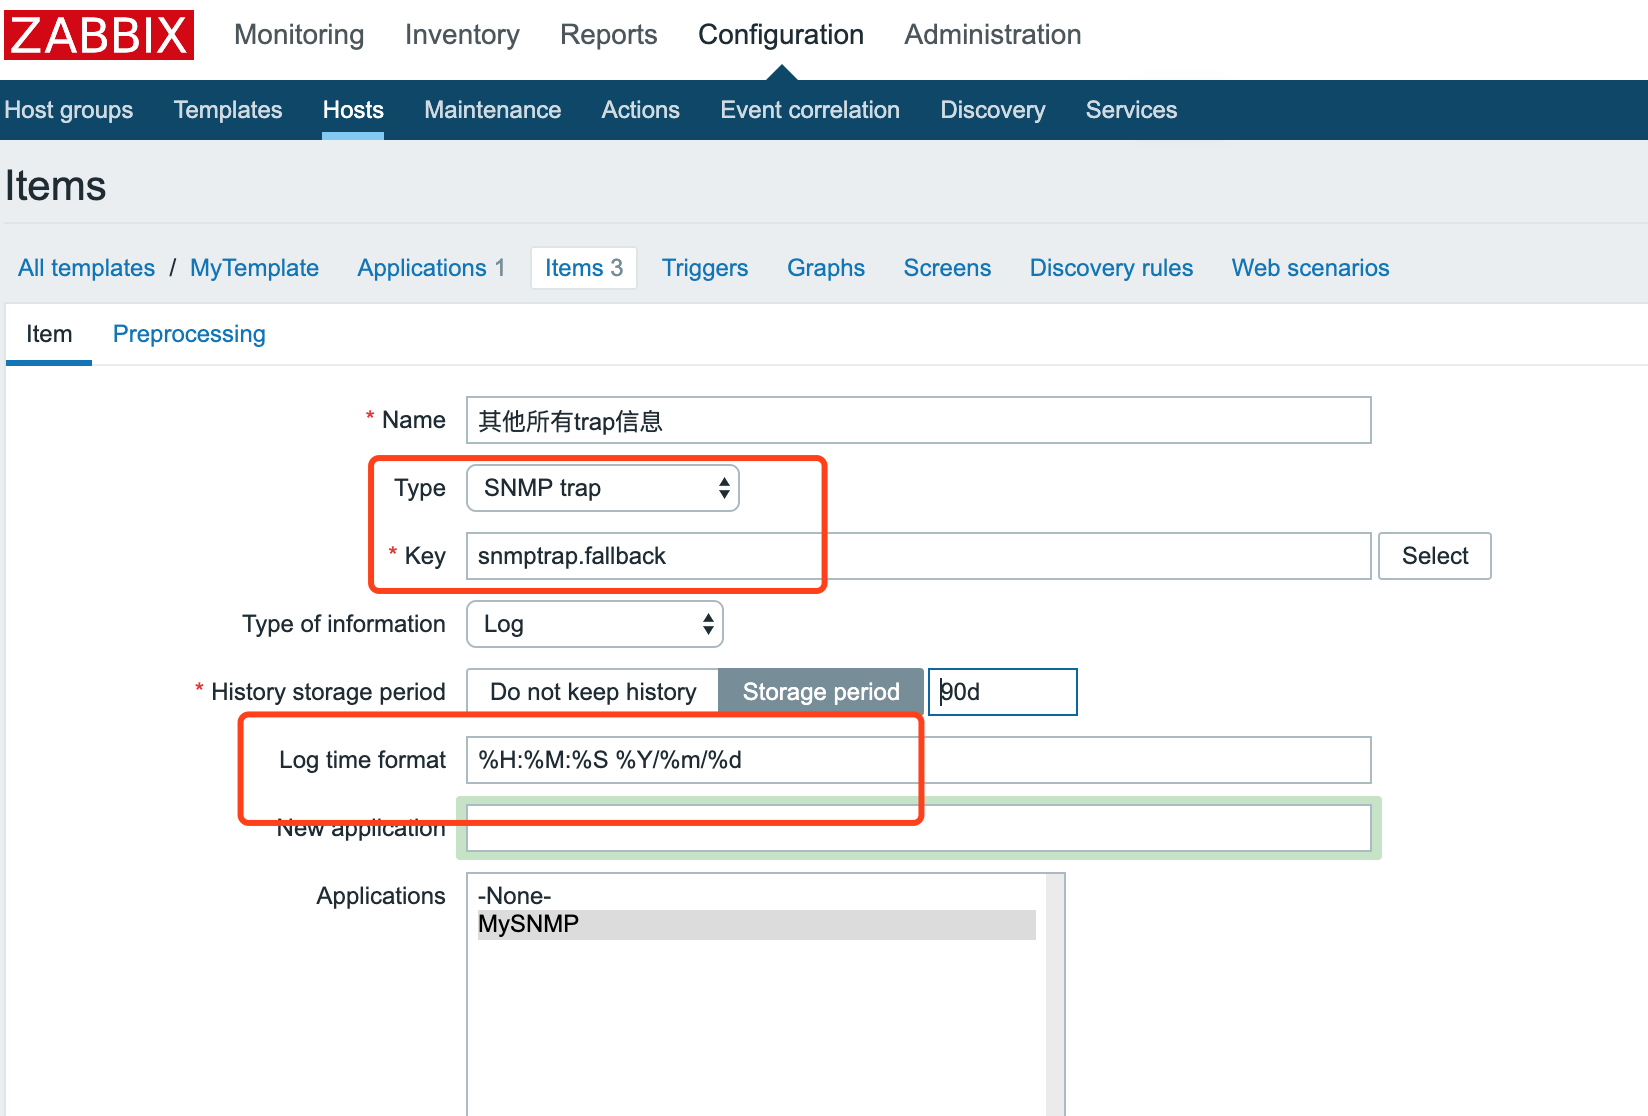 ZABBIX Monitoring Inventory Reports Configuration Administration
Host groups Templates Hosts Maintenance Actions Event correlation Discovery Services
Items
All templates / MyTemplate Applications 1 Items 3 Triggers Graphs Screens Discovery rules Web scenarios
Item Preprocessing
* Name 其他所有trap信息
Type SNMP trap
* Key snmptrap.fallback Select
Type of information Log
* History storage period Do not keep history Storage period 90d
Log time format %H:%M:%S %Y/%m/%d
New application
Applications -None-
MySNMP